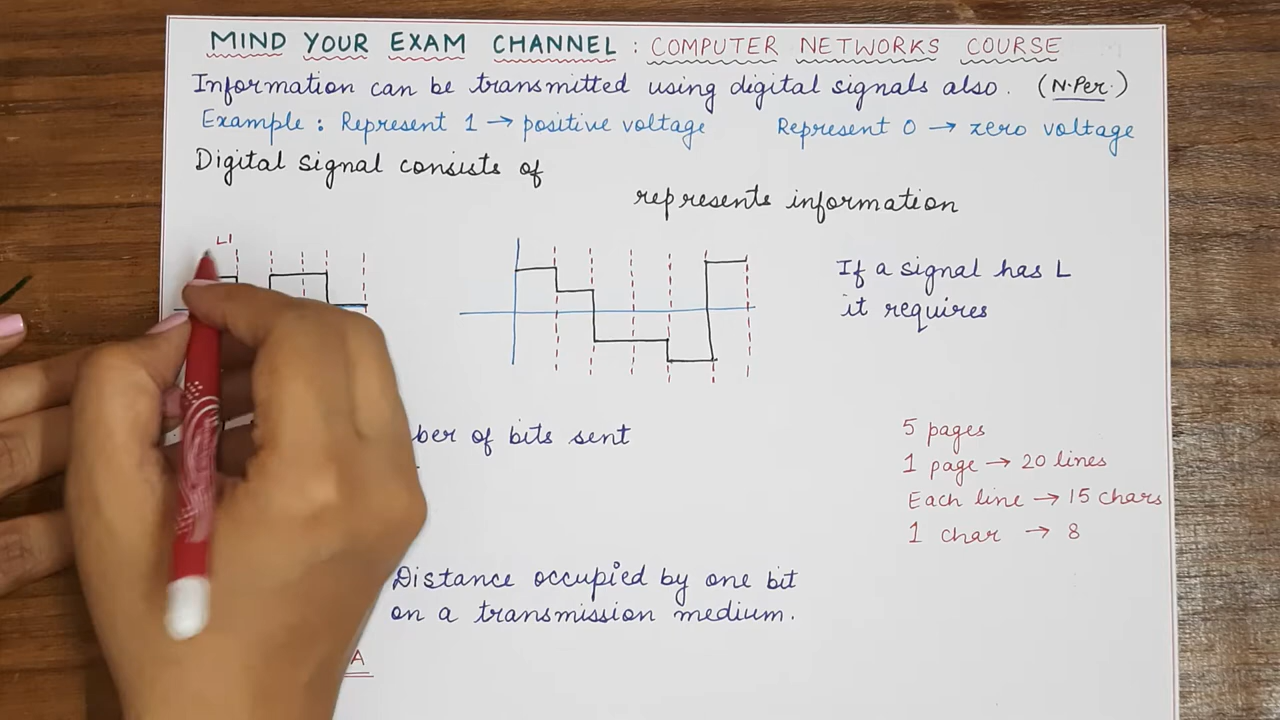 MIND YOUR EXAM CHANNEL : COMPUTER NETWORKS COURSE
Information can be transmitted using digital signals also. (N.Per.)
Example : Represent 1 → positive voltage Represent 0 → zero voltage
Digital signal consists of
represents information
L1
If a signal has L
it requires
ber of bits sent
5 pages
1 page → 20 lines
Each line → 15 chars
1 char → 8
Distance occupied by one bit
on a transmission medium.
A